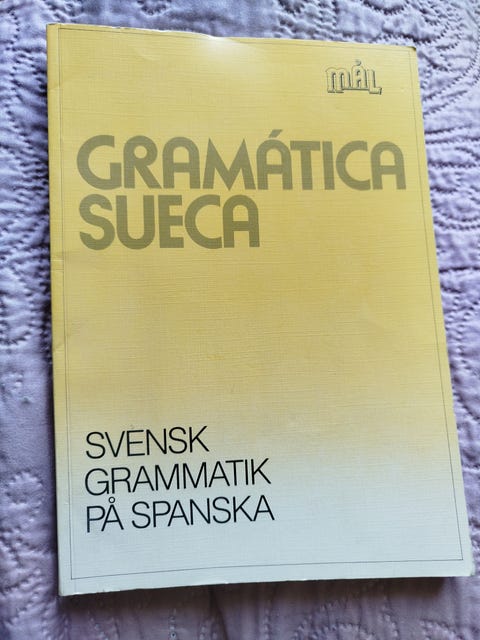 MÅL
GRAMÁTICA
SUECA
SVENSK
GRAMMATIK
PÅ SPANSKA